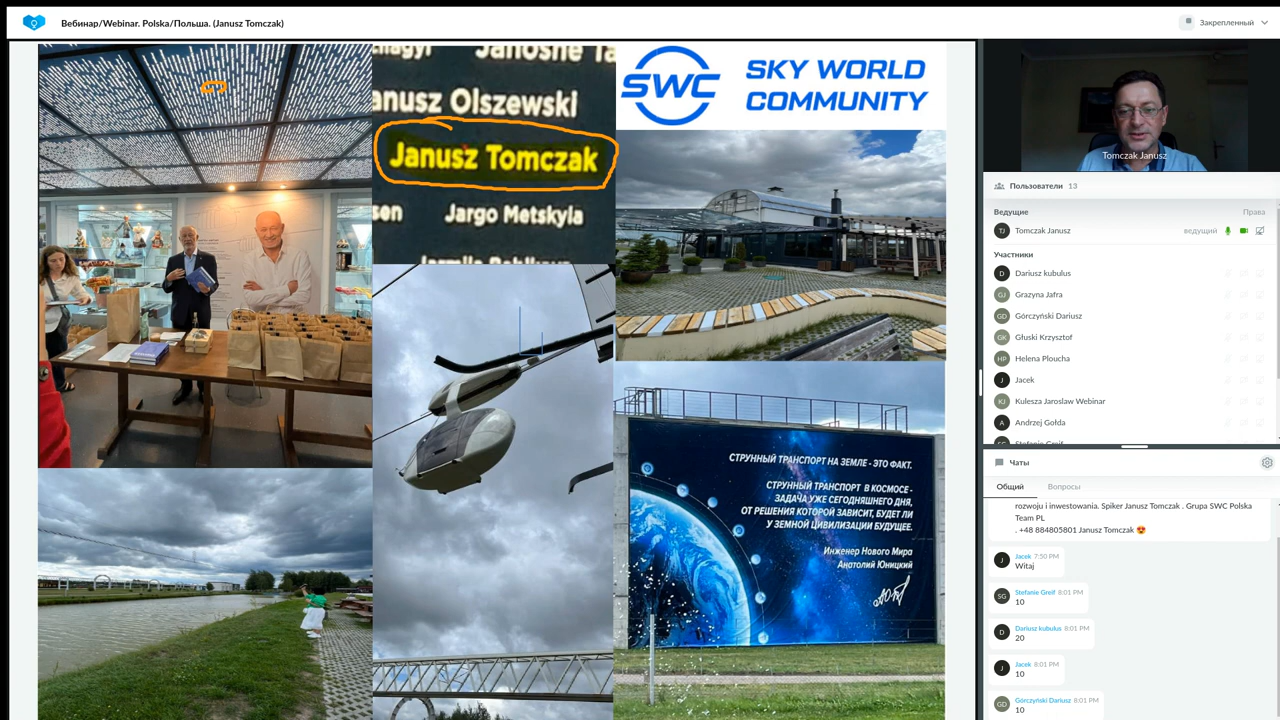 Вебинар/Webinar. Polska/Польша. (Janusz Tomczak)
Закрепленный
Janosne Ta
anusz Olszewski
Janusz Tomczak
sen
Jargo Metskyla
SWC
SKY WORLD
COMMUNITY
СТРУННЫЙ ТРАНСПОРТ НА ЗЕМЛЕ - ЭТО ФАКТ.
СТРУННЫЙ ТРАНСПОРТ В КОСМОСЕ -
ЗАДАЧА УЖЕ СЕГОДНЯШНЕГО ДНЯ,
ОТ РЕШЕНИЯ КОТОРОЙ ЗАВИСИТ, БУДЕТ ЛИ
У ЗЕМНОЙ ЦИВИЛИЗАЦИИ БУДУЩЕЕ.
Инженер Нового Мира
Анатолий Юницкий
Tomczak Janusz
Пользователи 13
Ведущие
Права
TJ
Tomczak Janusz
ведущий
Участники
D
Dariusz kubulus
GJ
Grazyna Jafra
GD
Górczyński Dariusz
GK
Głuski Krzysztof
HP
Helena Ploucha
J
Jacek
KJ
Kulesza Jaroslaw Webinar
A
Andrzej Gołda
Stefanie Greif
Чаты
Общий
Вопросы
rozwoju i inwestowania. Spiker Janusz Tomczak . Grupa SWC Polska
Team PL
. +48 884805801 Janusz Tomczak 😍
J
Jacek 7:50 PM
Witaj
SG
Stefanie Greif 8:01 PM
10
D
Dariusz kubulus 8:01 PM
20
J
Jacek 8:01 PM
10
GD
Górczyński Dariusz 8:01 PM
10